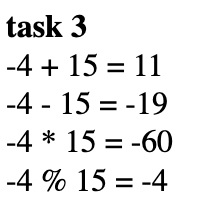 task 3
-4 + 15 = 11
-4 - 15 = -19
-4 * 15 = -60
-4 % 15 = -4